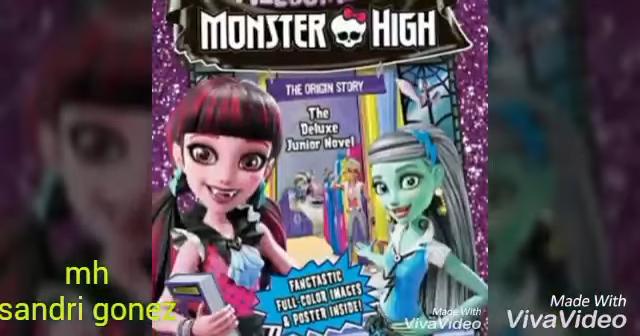 MONSTER HIGH
THE ORIGIN STORY
The
Deluxe
Junior Novel
FANGTASTIC
FULL-COLOR IMAGES
& POSTER INSIDE!
mh
sandri gonez
Made With
VivaVideo
Made With
VivaVideo